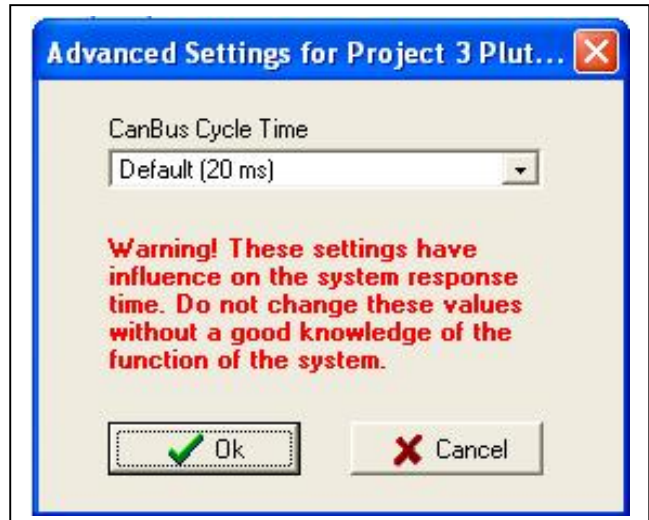 Advanced Settings for Project 3 Plut...
CanBus Cycle Time
Default (20 ms)
Warning! These settings have
influence on the system response
time. Do not change these values
without a good knowledge of the
function of the system.
Ok
Cancel